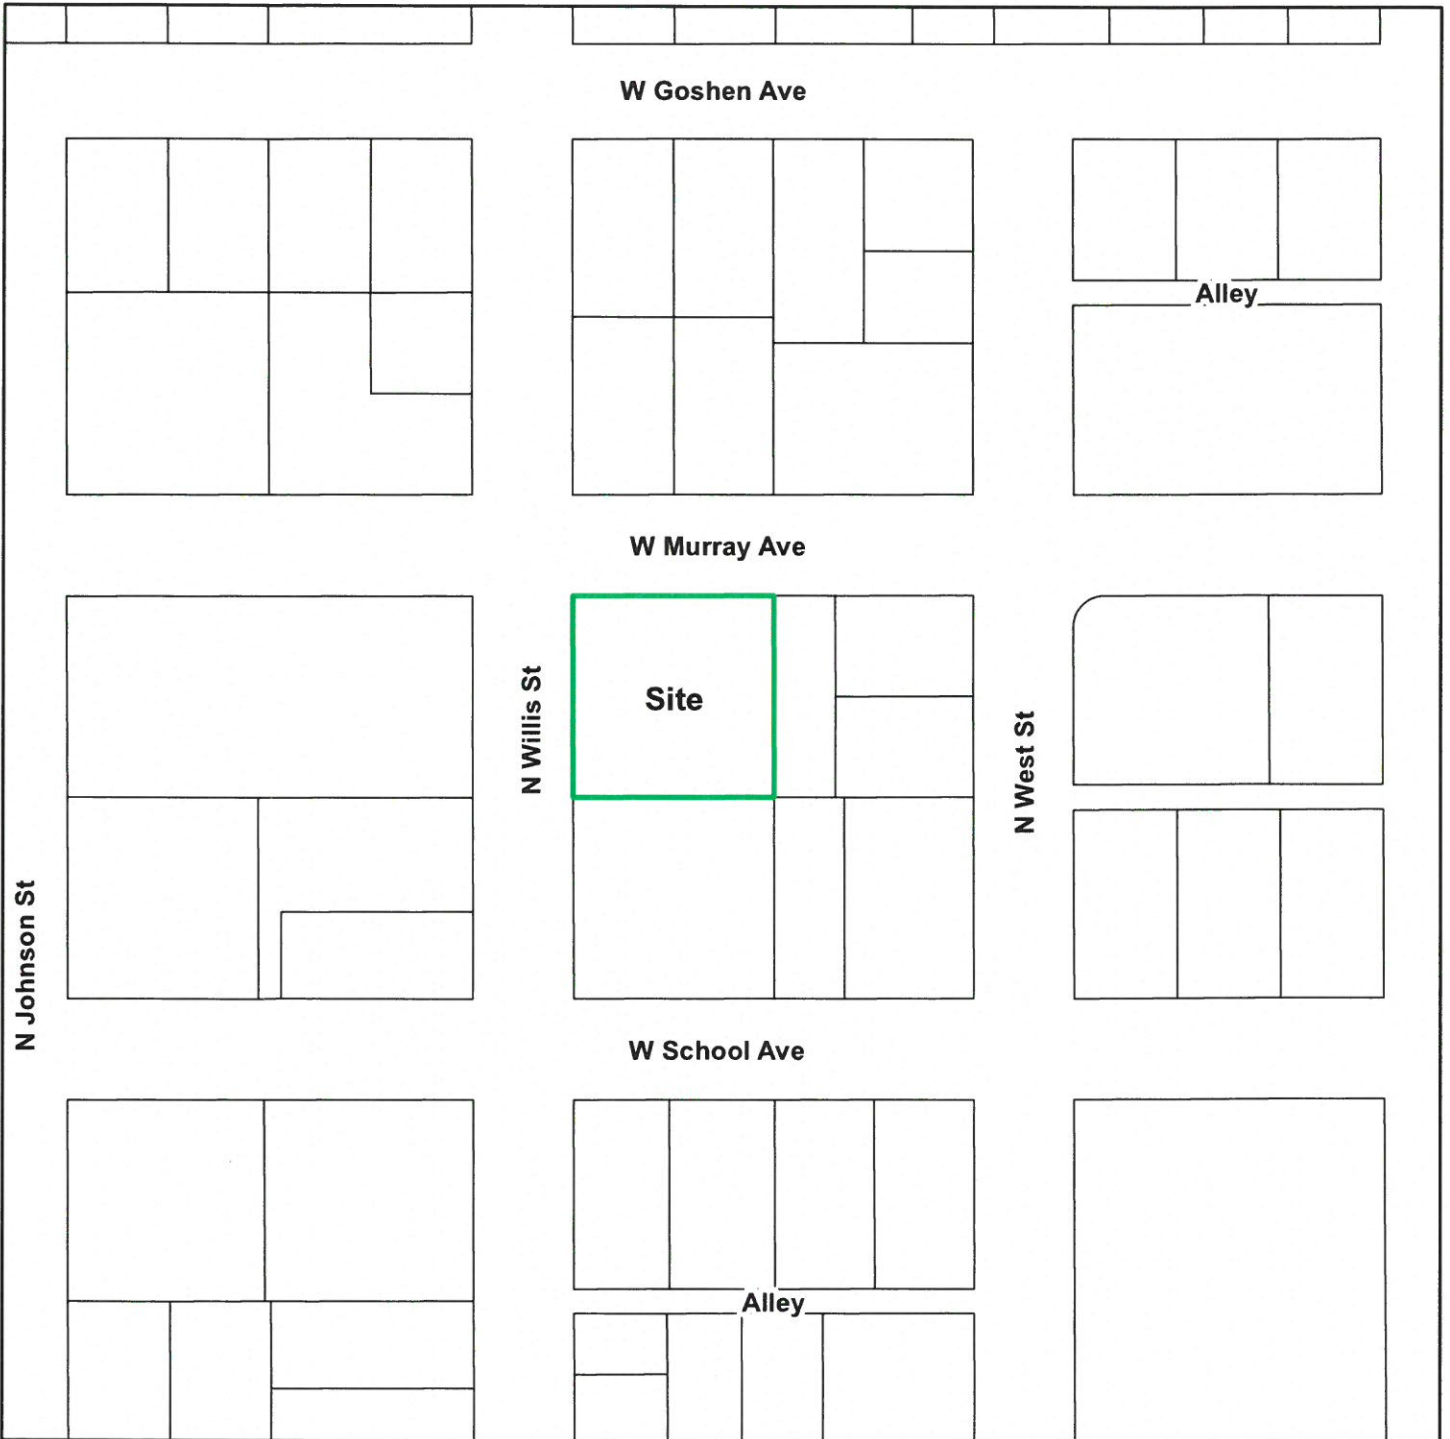 W Goshen Ave
Alley
W Murray Ave
N Willis St
Site
N West St
N Johnson St
W School Ave
Alley